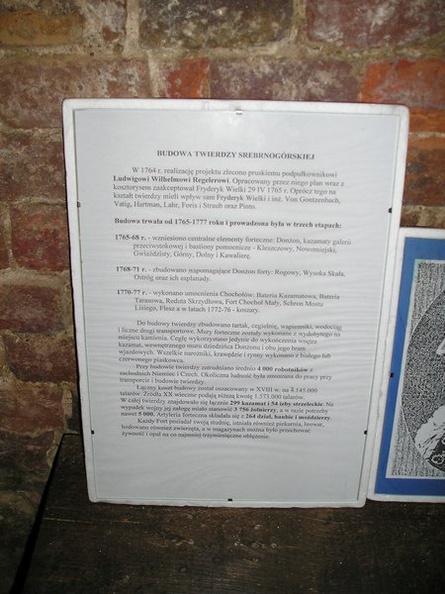 BUDOWA TWIERDZY SREBRNOGÓRSKIEJ
W 1764 r. realizację projektu zlecono pruskiemu podpułkownikowi
Ludwigowi Wilhelmowi Regelerowi. Opracowany przez niego plan wraz z
kosztorysem zaakceptował Fryderyk Wielki 29 IV 1765 r. Oprócz tego na
kształt twierdzy mieli wpływ sam Fryderyk Wielki i inż. Von Gontzenbach,
Vatig, Hartman, Lahr, Foris i Straub oraz Pinto.
Budowa trwała od 1765-1777 roku i prowadzona była w trzech etapach:
1765-68 r. - wzniesiono centralne elementy forteczne: Donżon, kazamaty galerii
przeciwstokowej i bastiony pomocnicze - Kleszczowy, Nowomiejski,
Gwiaździsty, Górny, Dolny i Kawalierę.
1768-71 r. - zbudowano wspomagające Donżon forty: Rogowy, Wysoka Skała,
Ostróg oraz ich esplanady.
1770-77 r. - wykonano umocnienia Chochołów: Bateria Kazamatowa, Bateria
Tarasowa, Reduta Skrzydłowa, Fort Chochoł Mały, Schron Mostu
Lisiego, Flesz a w latach 1772-76 - koszary.
Do budowy twierdzy zbudowano tartak, cegielnię, wapienniki, wodociąg
i liczne drogi transportowe. Mury forteczne zostały wykonane z wydobytego na
miejscu kamienia. Cegłę wykorzystano jedynie do wykończenia wnętrz
kazamat, wewnętrznego muru dziedzińca Donżonu i obu jego bram
wjazdowych. Wszelkie narożniki, krawędzie i rynny wykonano z białego lub
czerwonego piaskowca.
Przy budowie twierdzy zatrudniano średnio 4 000 robotników z
zachodnich Niemiec i Czech. Okoliczna ludność była zmuszana do pracy przy
transporcie i budowie twierdzy.
Łączny koszt budowy został oszacowany w XVIII w. na 4.145.000
talarów. Źródła XX wieczne podają niższą kwotę 1.575.000 talarów.
W całej twierdzy znajdowało się łącznie 299 kazamat i 54 izby strzeleckie. Na
wypadek wojny jej załogę miało stanowić 3 756 żołnierzy, a w razie potrzeby
nawet 5 000. Artyleria forteczna składała się z 264 dział, haubic i moździerzy.
Każdy Fort posiadał swoją studnię, istniała również piekarnia, browar,
hodowano również zwierzęta, a w magazynach można było przechować
żywność i opał na co najmniej trzymiesięczne oblężenie.